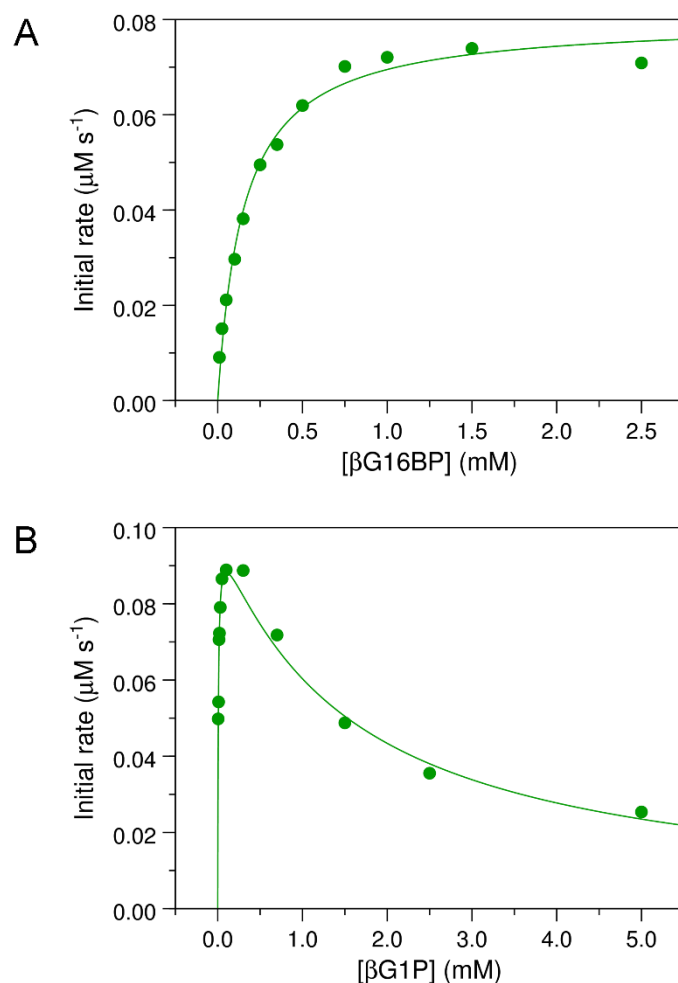 A
0.08
0.06
0.04
0.02
0.00
Initial rate (μM s⁻¹)
0.0 0.5 1.0 1.5 2.0 2.5
[βG16BP] (mM)
B
0.10
0.08
0.06
0.04
0.02
0.00
Initial rate (μM s⁻¹)
0.0 1.0 2.0 3.0 4.0 5.0
[βG1P] (mM)